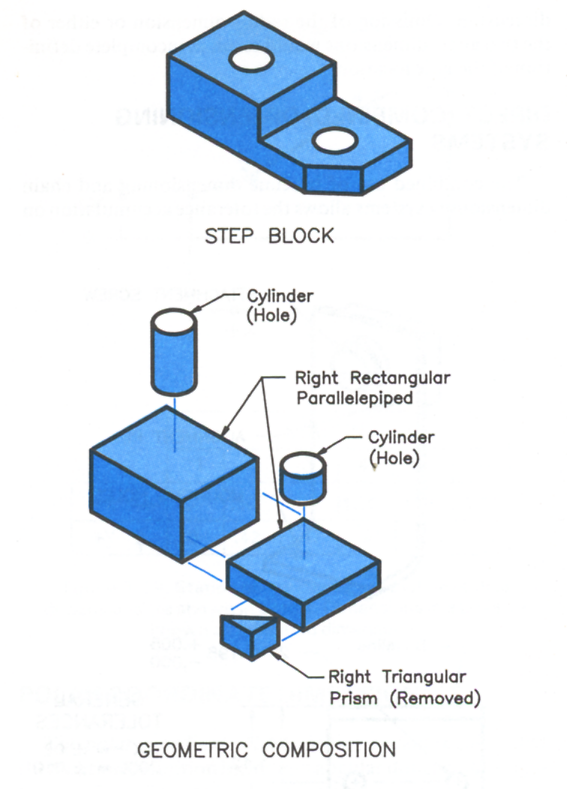 STEP BLOCK
Cylinder
(Hole)
Right Rectangular
Parallelepiped
Cylinder
(Hole)
Right Triangular
Prism (Removed)
GEOMETRIC COMPOSITION